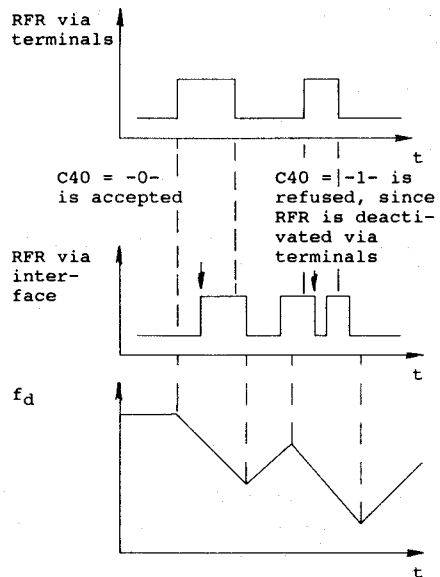 RFR via
terminals
t
C40 = -0-
is accepted
C40 = -1- is
refused, since
RFR is deacti-
vated via
terminals
RFR via
inter-
face
t
fd
t